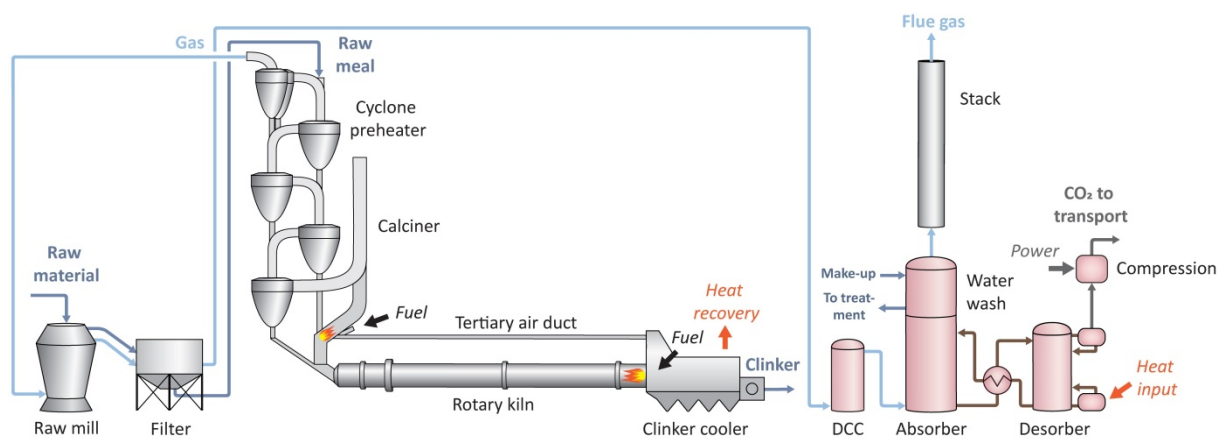 Gas
Raw
meal
Cyclone
preheater
Calciner
Raw
material
Fuel
Tertiary air duct
Heat
recovery
Fuel
Clinker
Rotary kiln
Raw mill
Filter
Clinker cooler
Flue gas
Stack
CO₂ to
transport
Power
Compression
Make-up
Water
wash
To treat-
ment
Heat
input
DCC
Absorber
Desorber